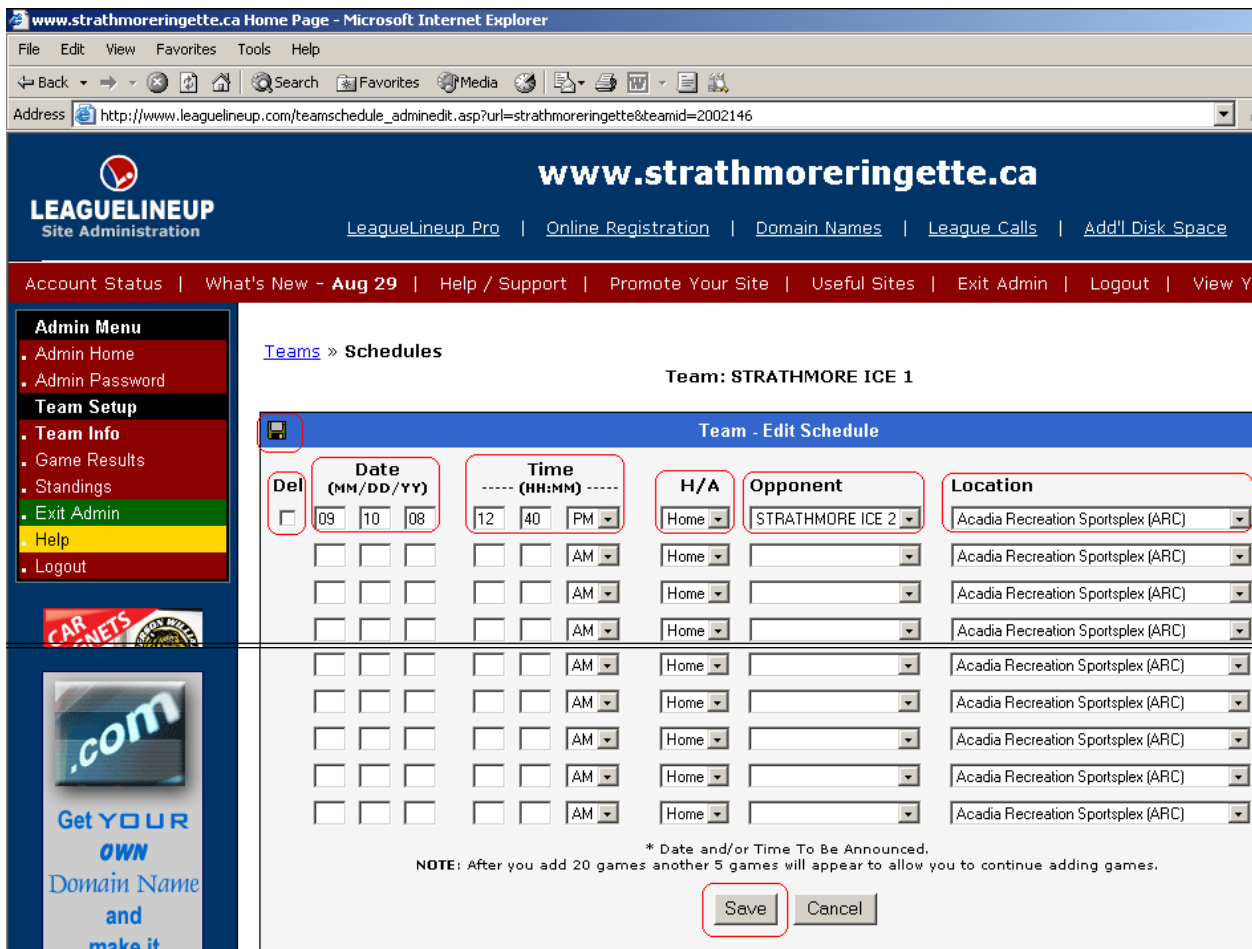 www.strathmoreringette.ca Home Page - Microsoft Internet Explorer
File Edit View Favorites Tools Help
Back Search Favorites Media
Address http://www.leaguelineup.com/teamschedule_adminedit.asp?url=strathmoreringette&teamid=2002146
LEAGUELINEUP
Site Administration
www.strathmoreringette.ca
LeagueLineup Pro | Online Registration | Domain Names | League Calls | Add'l Disk Space
Account Status | What's New - Aug 29 | Help / Support | Promote Your Site | Useful Sites | Exit Admin | Logout | View Y
Admin Menu
Admin Home
Admin Password
Team Setup
Team Info
Game Results
Standings
Exit Admin
Help
Logout
CAR
.com
Get YOUR
OWN
Domain Name
and
make it
Teams » Schedules
Team: STRATHMORE ICE 1
Team - Edit Schedule
Del Date (MM/DD/YY) Time ----- (HH:MM) ----- H/A Opponent Location
09 10 08 12 40 PM Home STRATHMORE ICE 2 Acadia Recreation Sportsplex (ARC)
AM Home Acadia Recreation Sportsplex (ARC)
AM Home Acadia Recreation Sportsplex (ARC)
AM Home Acadia Recreation Sportsplex (ARC)
AM Home Acadia Recreation Sportsplex (ARC)
AM Home Acadia Recreation Sportsplex (ARC)
AM Home Acadia Recreation Sportsplex (ARC)
AM Home Acadia Recreation Sportsplex (ARC)
AM Home Acadia Recreation Sportsplex (ARC)
* Date and/or Time To Be Announced.
NOTE: After you add 20 games another 5 games will appear to allow you to continue adding games.
Save Cancel